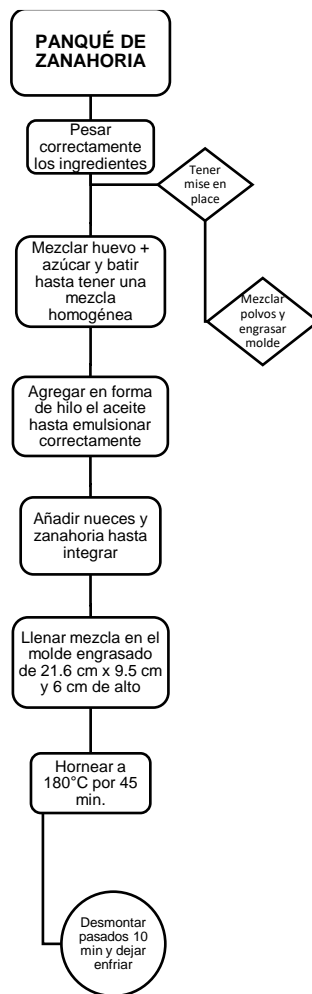 PANQUÉ DE
ZANAHORIA
Pesar
correctamente
los ingredientes
Tener
mise en
place
Mezclar huevo +
azúcar y batir
hasta tener una
mezcla
homogénea
Mezclar
polvos y
engrasar
molde
Agregar en forma
de hilo el aceite
hasta emulsionar
correctamente
Añadir nueces y
zanahoria hasta
integrar
Llenar mezcla en el
molde engrasado
de 21.6 cm x 9.5 cm
y 6 cm de alto
Hornear a
180°C por 45
min.
Desmontar
pasados 10
min y dejar
enfriar